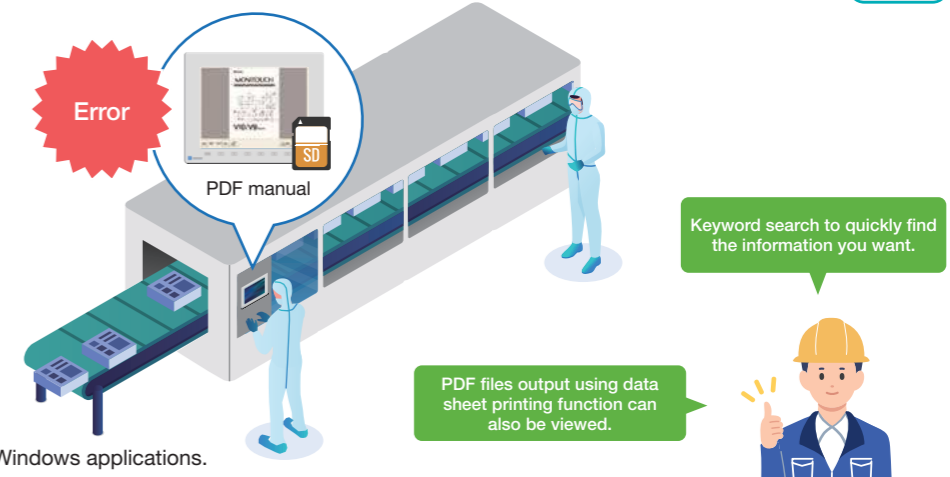 Error
MONITOUCH
SD
PDF manual
Keyword search to quickly find
the information you want.
PDF files output using data
sheet printing function can
also be viewed.
Windows applications.